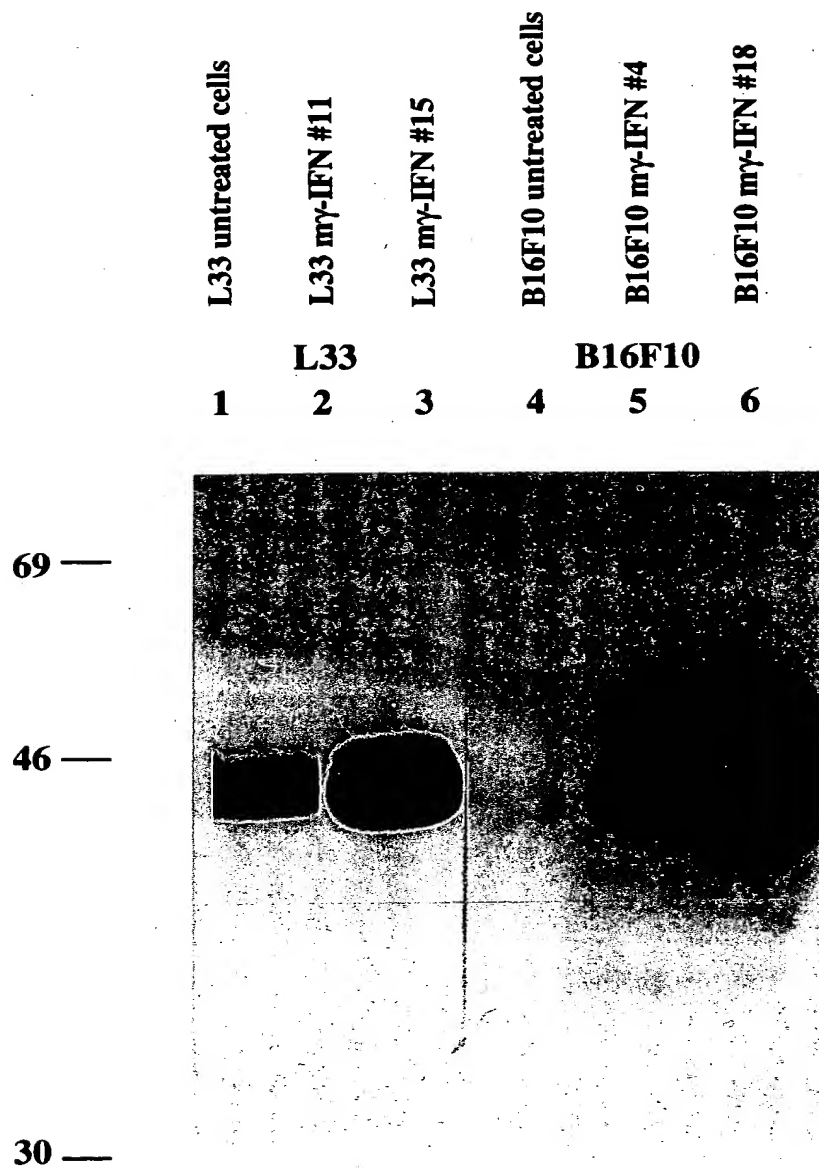 L33 untreated cells
L33 mγ-IFN #11
L33 mγ-IFN #15
B16F10 untreated cells
B16F10 mγ-IFN #4
B16F10 mγ-IFN #18
L33 B16F10
1 2 3 4 5 6
69
46
30